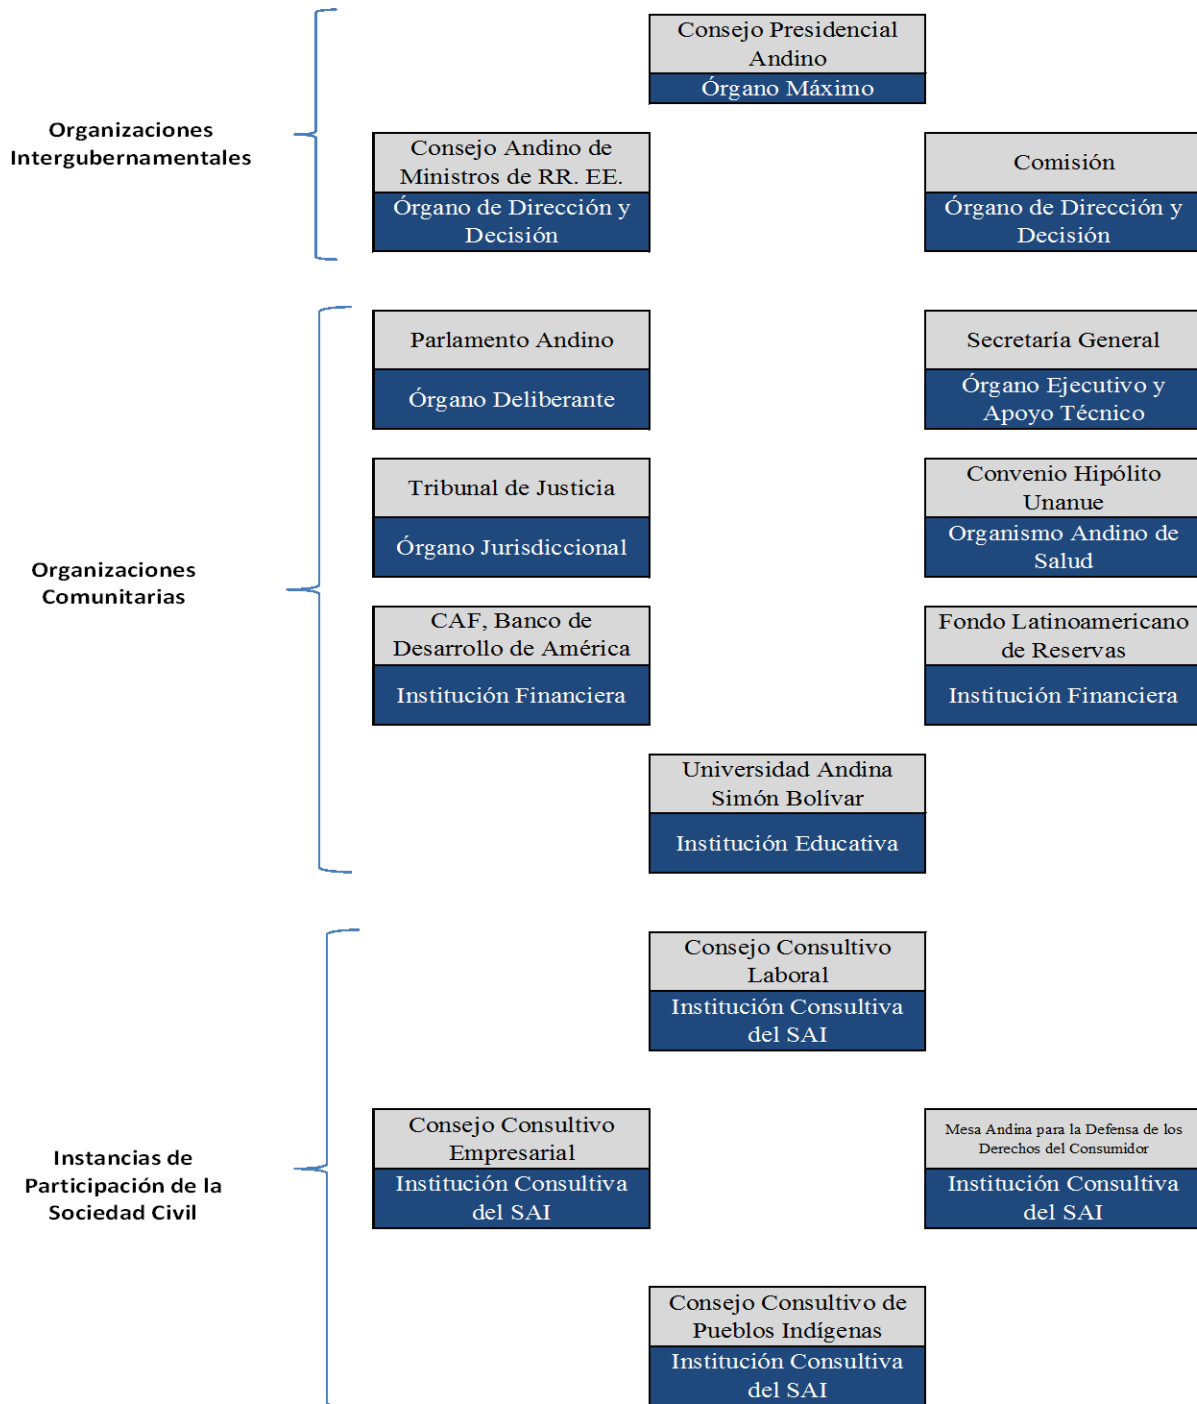 Consejo Presidencial
Andino
Órgano Máximo
Organizaciones
Intergubernamentales
Consejo Andino de
Ministros de RR. EE.
Órgano de Dirección y
Decisión
Comisión
Órgano de Dirección y
Decisión
Organizaciones
Comunitarias
Parlamento Andino
Órgano Deliberante
Secretaría General
Órgano Ejecutivo y
Apoyo Técnico
Tribunal de Justicia
Órgano Jurisdiccional
Convenio Hipólito
Unanue
Organismo Andino de
Salud
CAF, Banco de
Desarrollo de América
Institución Financiera
Fondo Latinoamericano
de Reservas
Institución Financiera
Universidad Andina
Simón Bolívar
Institución Educativa
Instancias de
Participación de la
Sociedad Civil
Consejo Consultivo
Laboral
Institución Consultiva
del SAI
Consejo Consultivo
Empresarial
Institución Consultiva
del SAI
Mesa Andina para la Defensa de los
Derechos del Consumidor
Institución Consultiva
del SAI
Consejo Consultivo de
Pueblos Indígenas
Institución Consultiva
del SAI